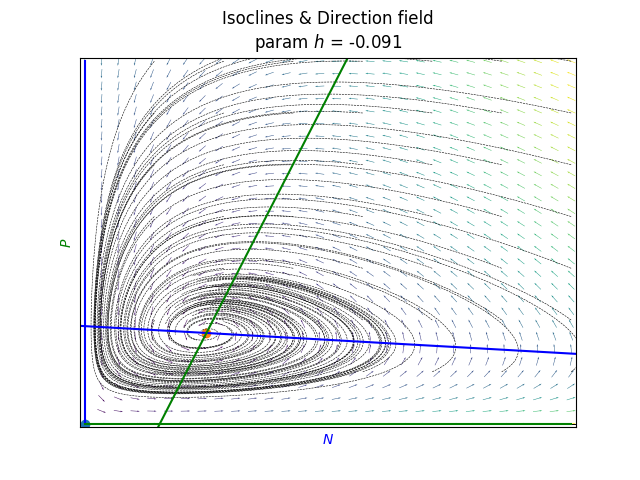 Isoclines & Direction field
param h = -0.091
P
N